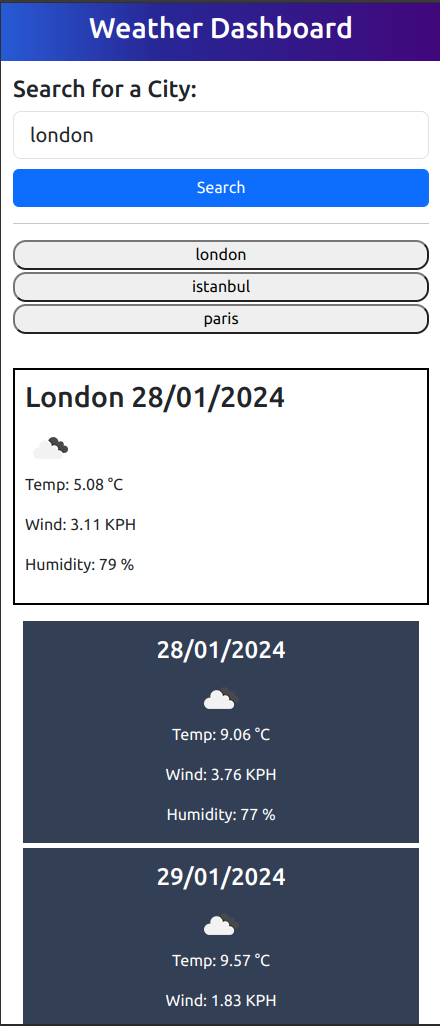 Weather Dashboard
Search for a City:
london
Search
london
istanbul
paris
London 28/01/2024
Temp: 5.08 °C
Wind: 3.11 KPH
Humidity: 79 %
28/01/2024
Temp: 9.06 °C
Wind: 3.76 KPH
Humidity: 77 %
29/01/2024
Temp: 9.57 °C
Wind: 1.83 KPH